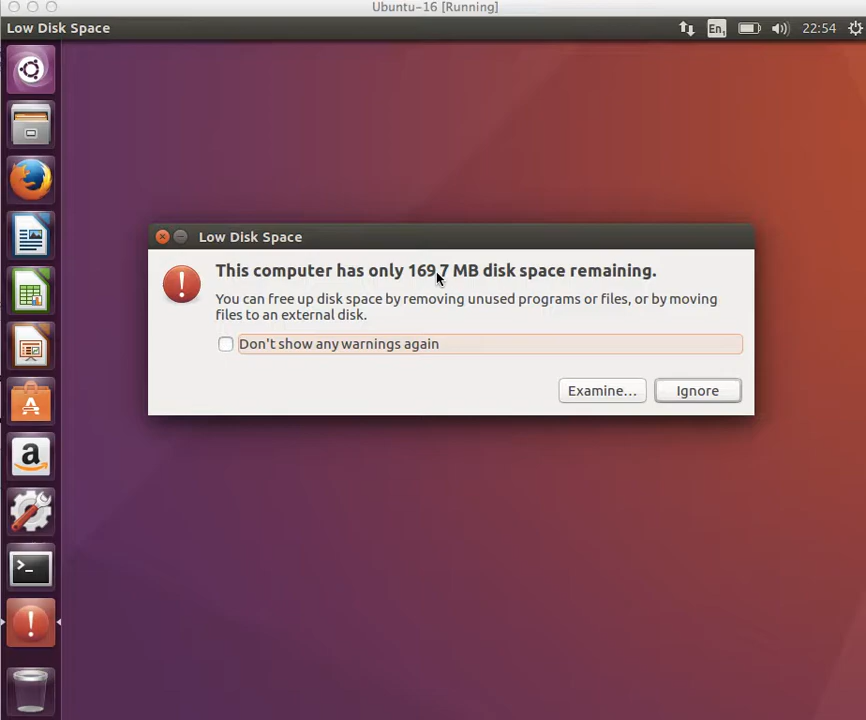 Ubuntu-16 [Running]
Low Disk Space
En1
22:54
Low Disk Space
This computer has only 169.7 MB disk space remaining.
You can free up disk space by removing unused programs or files, or by moving
files to an external disk.
Don't show any warnings again
Examine...
Ignore